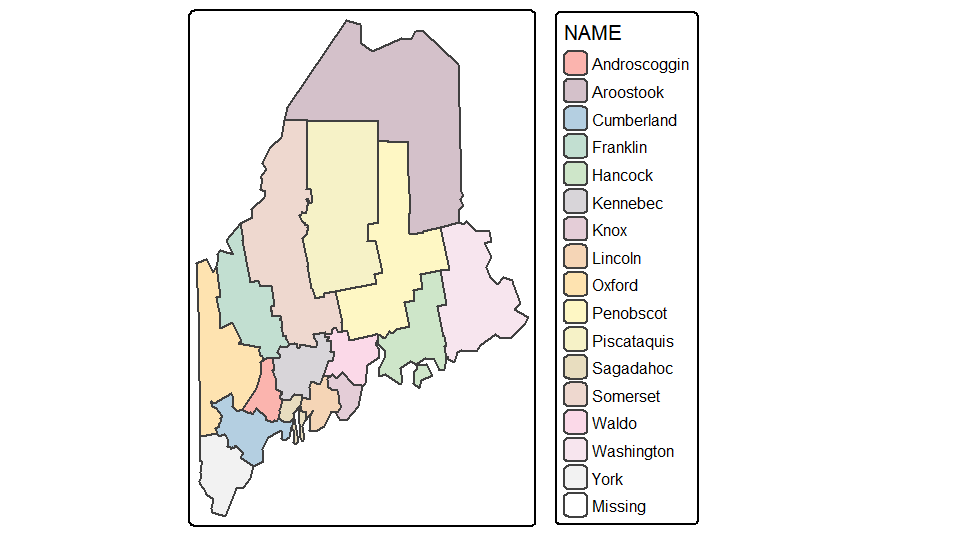 NAME
Androscoggin
Aroostook
Cumberland
Franklin
Hancock
Kennebec
Knox
Lincoln
Oxford
Penobscot
Piscataquis
Sagadahoc
Somerset
Waldo
Washington
York
Missing